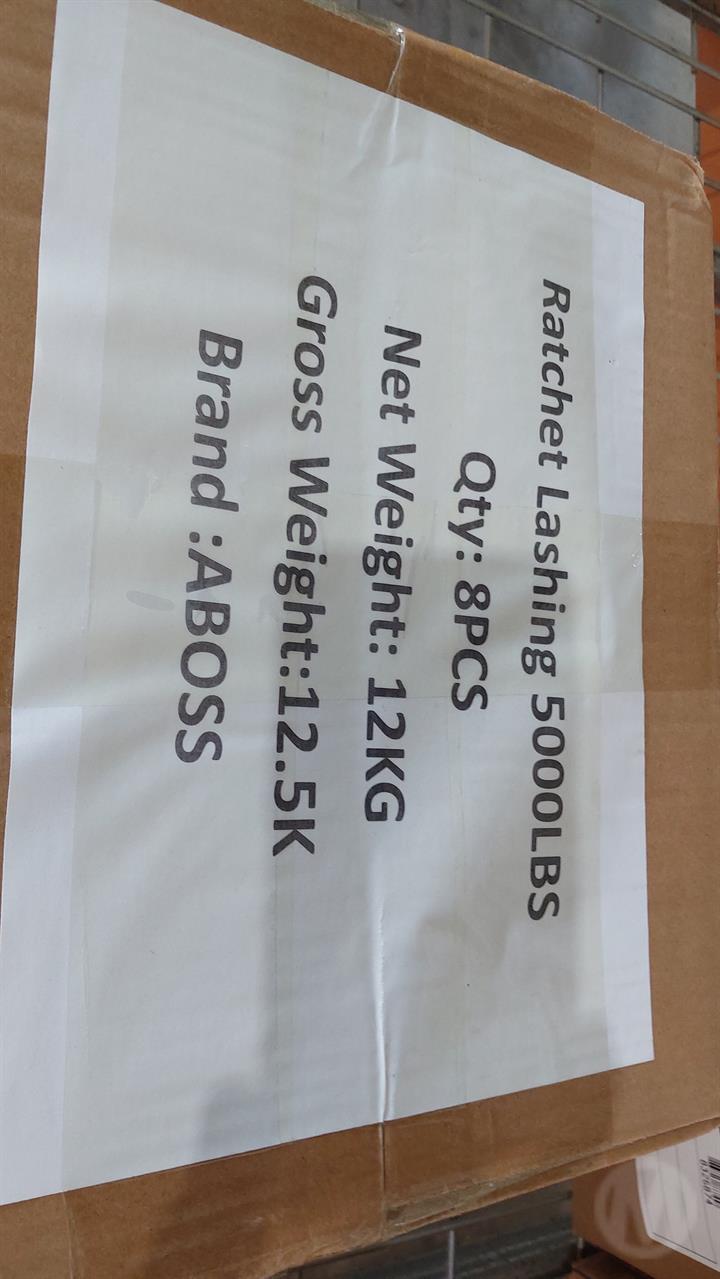 Ratchet Lashing 5000LBS
Qty: 8PCS
Net Weight: 12KG
Gross Weight:12.5K
Brand :ABOSS